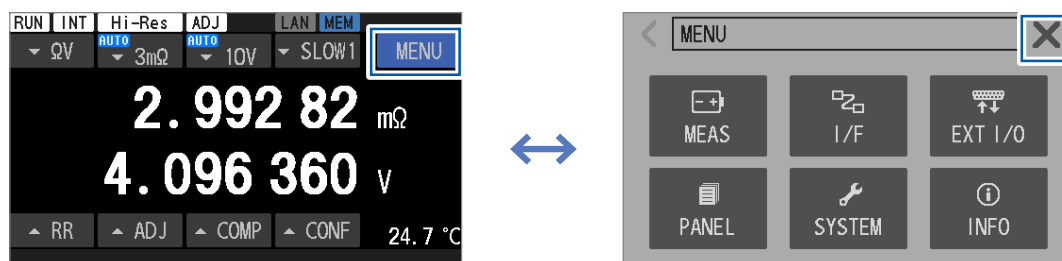 RUN INT Hi-Res ADJ LAN MEM
ΩV AUTO 3mΩ AUTO 10V SLOW1 MENU
2.992 82 mΩ
4.096 360 V
RR ADJ COMP CONF 24.7 °C
MENU
MEAS I/F EXT I/O
PANEL SYSTEM INFO